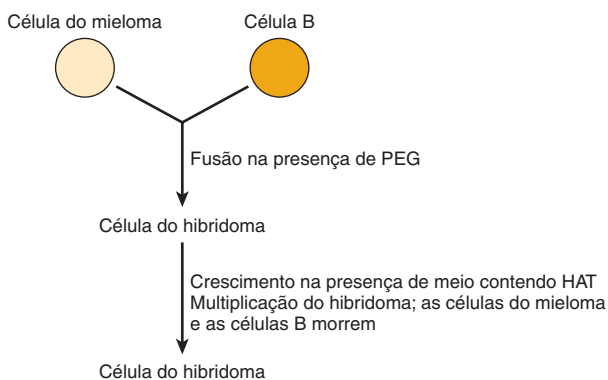 Célula do mieloma
Célula B
Fusão na presença de PEG
Célula do hibridoma
Crescimento na presença de meio contendo HAT
Multiplicação do hibridoma; as células do mieloma
e as células B morrem
Célula do hibridoma